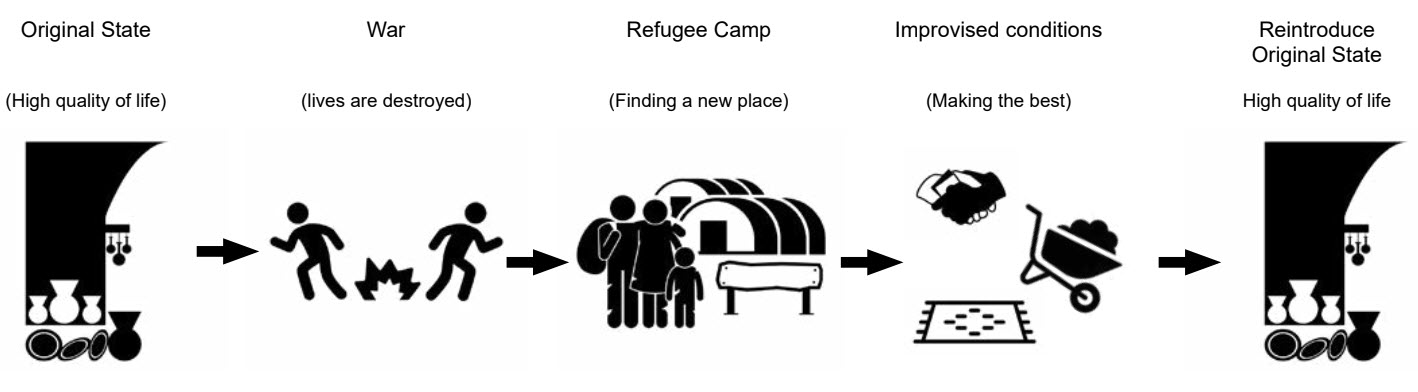 Original State
(High quality of life)
War
(lives are destroyed)
Refugee Camp
(Finding a new place)
Improvised conditions
(Making the best)
Reintroduce
Original State
High quality of life